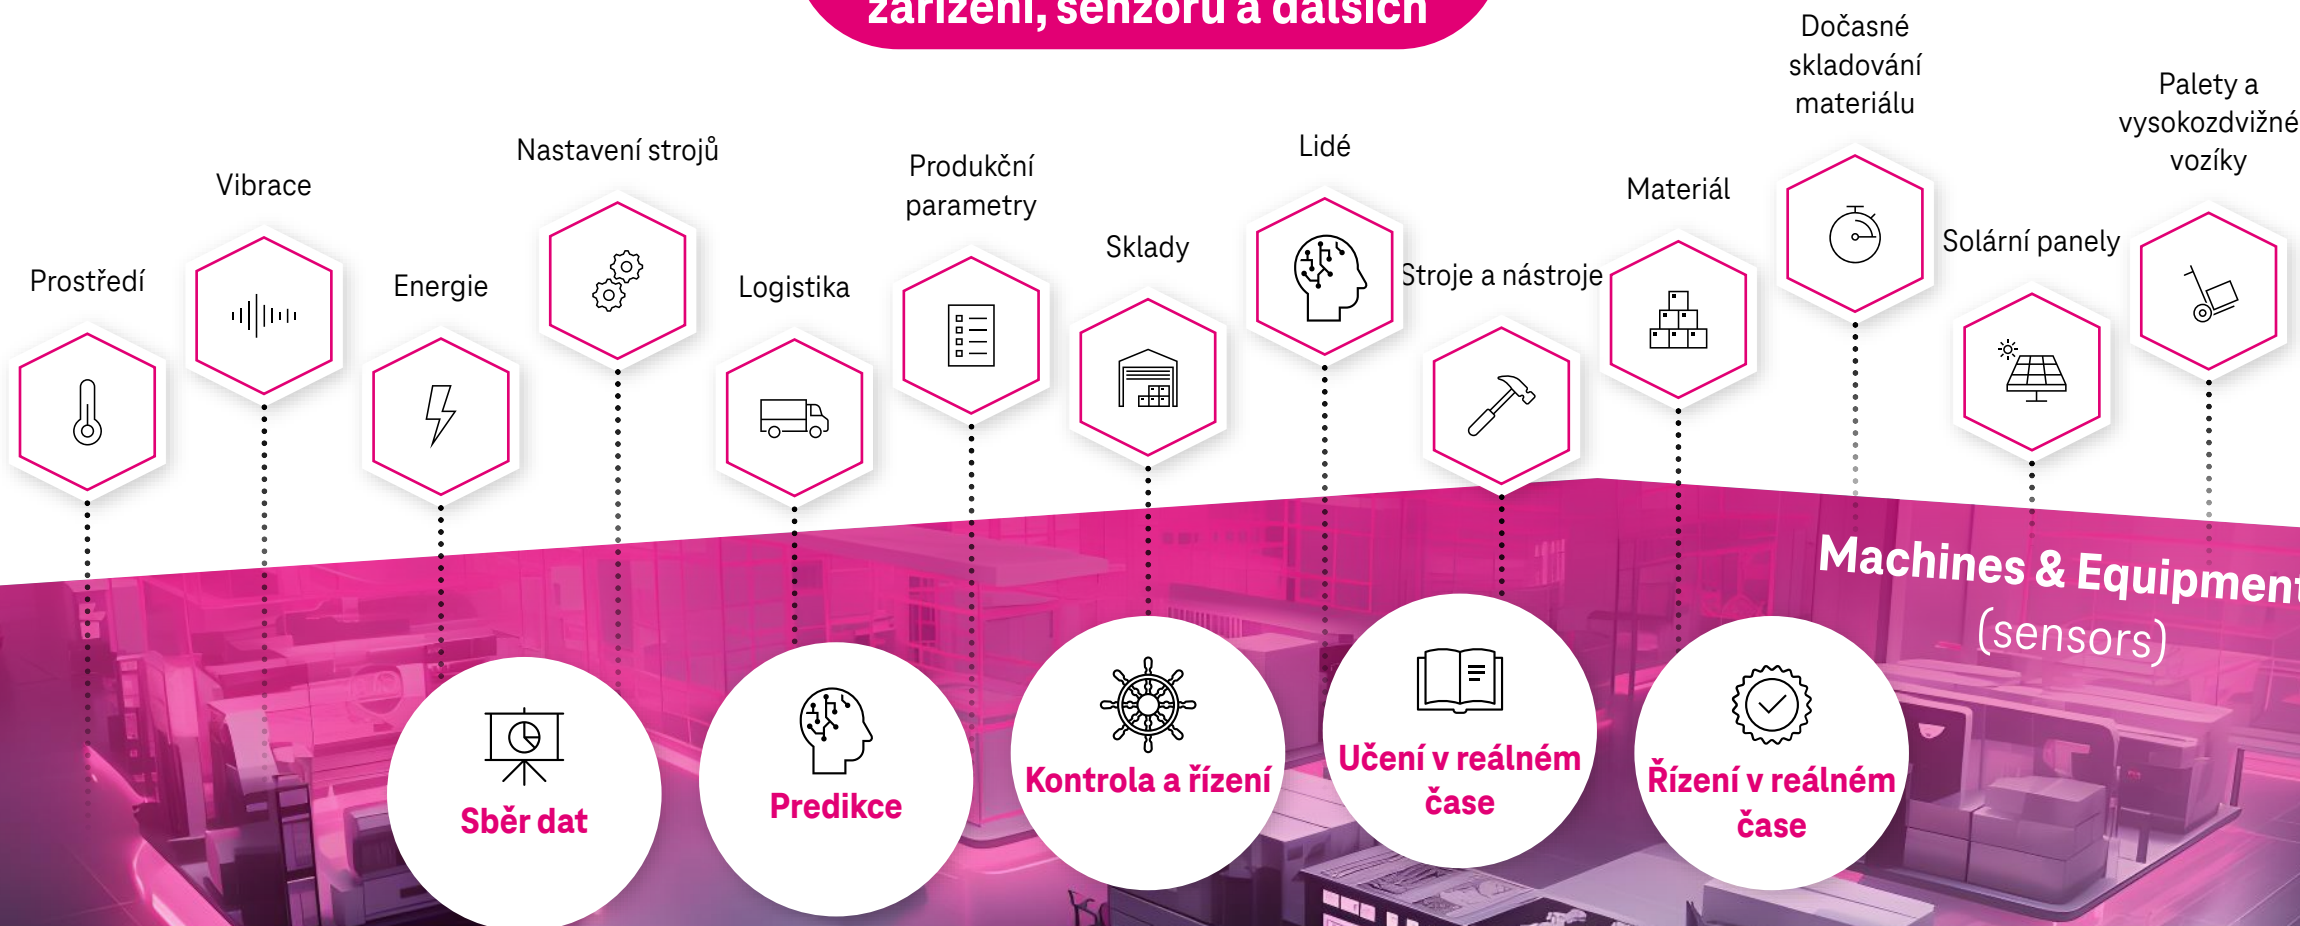 zařízení, senzorů a dalších
Dočasné
skladování
materiálu
Palety a
vysokozdvižné
vozíky
Nastavení strojů
Lidé
Produkční
parametry
Vibrace
Materiál
Sklady
Solární panely
Prostředí
Energie
Logistika
Stroje a nástroje
Machines & Equipment
(sensors)
Sběr dat
Predikce
Kontrola a řízení
Učení v reálném
čase
Řízení v reálném
čase